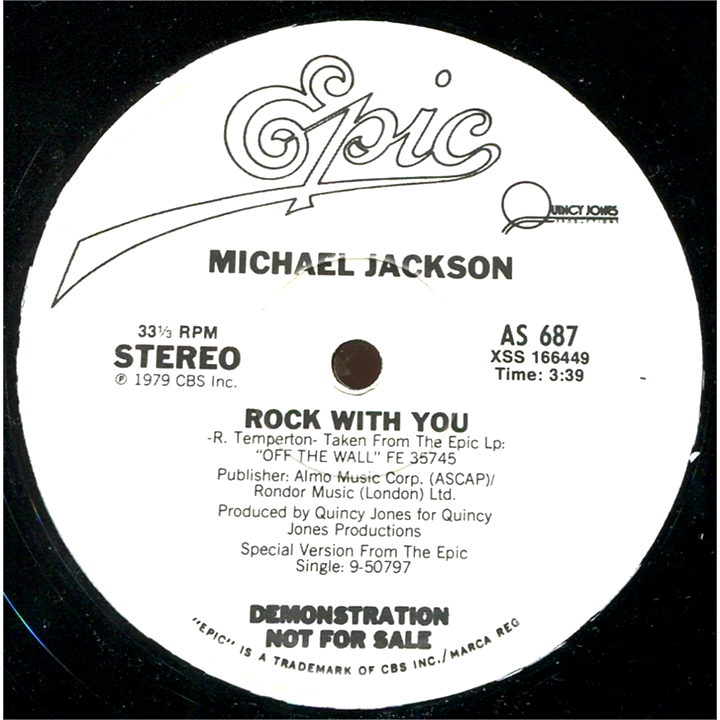 Epic
QUINCY JONES
PRODUCTIONS
MICHAEL JACKSON
33⅓ RPM
STEREO
℗ 1979 CBS Inc.
AS 687
XSS 166449
Time: 3:39
ROCK WITH YOU
-R. Temperton- Taken From The Epic Lp:
"OFF THE WALL" FE 35745
Publisher: Almo Music Corp. (ASCAP)/
Rondor Music (London) Ltd.
Produced by Quincy Jones for Quincy
Jones Productions
Special Version From The Epic
Single: 9-50797
DEMONSTRATION
NOT FOR SALE
"EPIC" IS A TRADEMARK OF CBS INC./MARCA REG